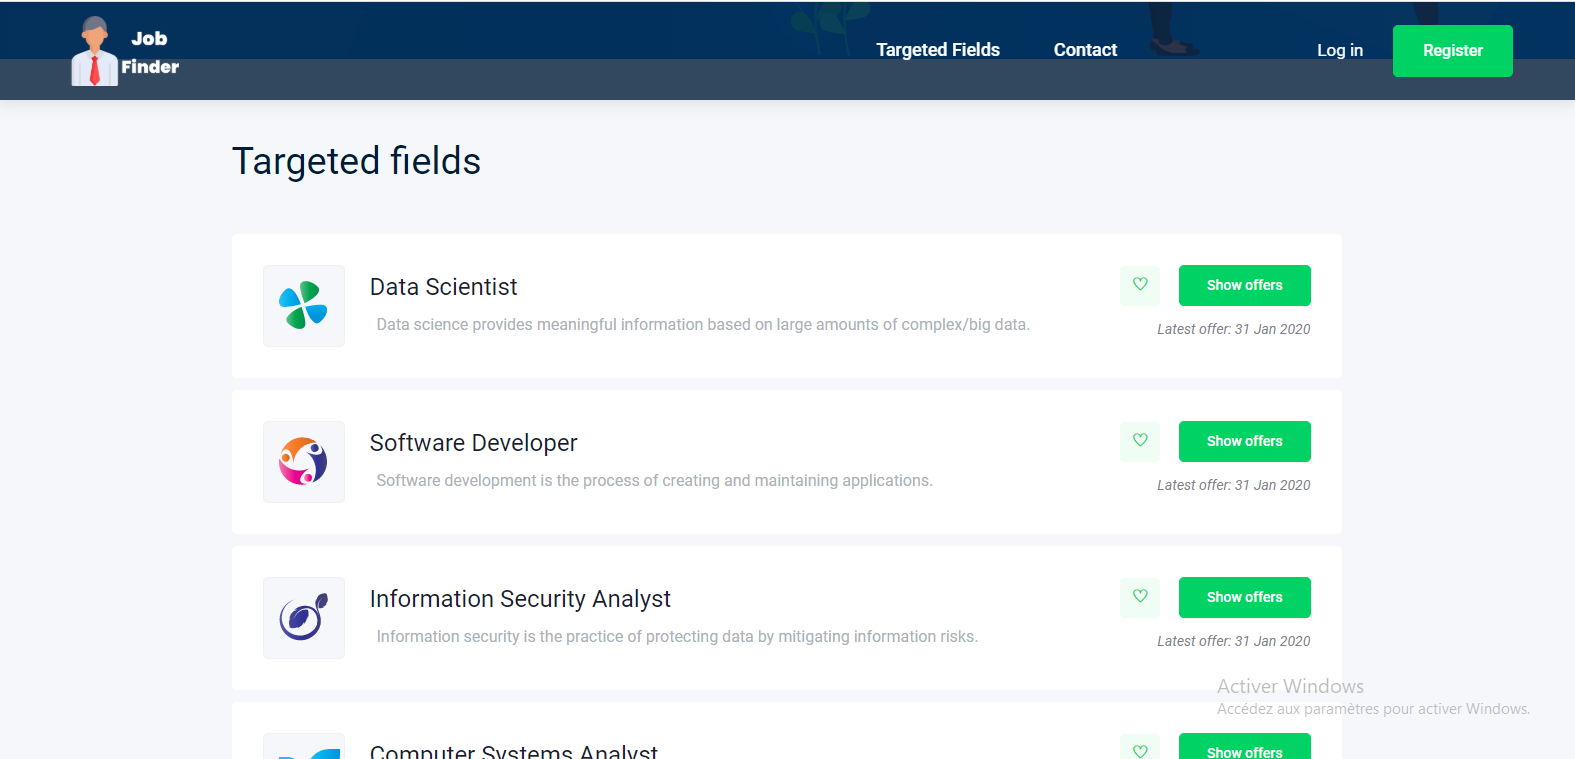 Job
Finder
Targeted Fields
Contact
Log in
Register
Targeted fields
Data Scientist
Data science provides meaningful information based on large amounts of complex/big data.
Show offers
Latest offer: 31 Jan 2020
Software Developer
Software development is the process of creating and maintaining applications.
Show offers
Latest offer: 31 Jan 2020
Information Security Analyst
Information security is the practice of protecting data by mitigating information risks.
Show offers
Latest offer: 31 Jan 2020
Activer Windows
Accédez aux paramètres pour activer Windows.
Computer Systems Analyst
Show offers